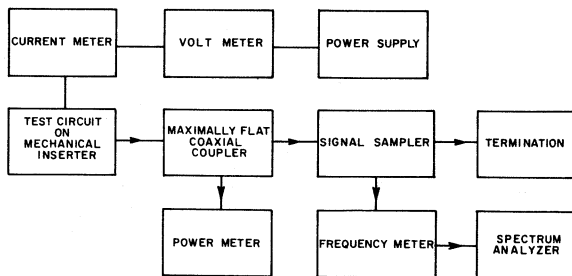 CURRENT METER
VOLT METER
POWER SUPPLY
TEST CIRCUIT
ON
MECHANICAL
INSERTER
MAXIMALLY FLAT
COAXIAL
COUPLER
SIGNAL SAMPLER
TERMINATION
POWER METER
FREQUENCY METER
SPECTRUM
ANALYZER